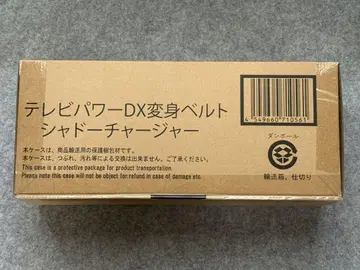 テレビパワーDX変身ベルト
シャドーチャージャー
本ケースは、商品輸送用の保護梱包材です。
本ケースは、つぶれ、汚れ等による交換は出来ません。ご了承ください。
This case is a protective package for product transportation.
Please note this case will not be object for refund in case of damage etc.
4 549660 710561
ダンボール
輸送箱、仕切り